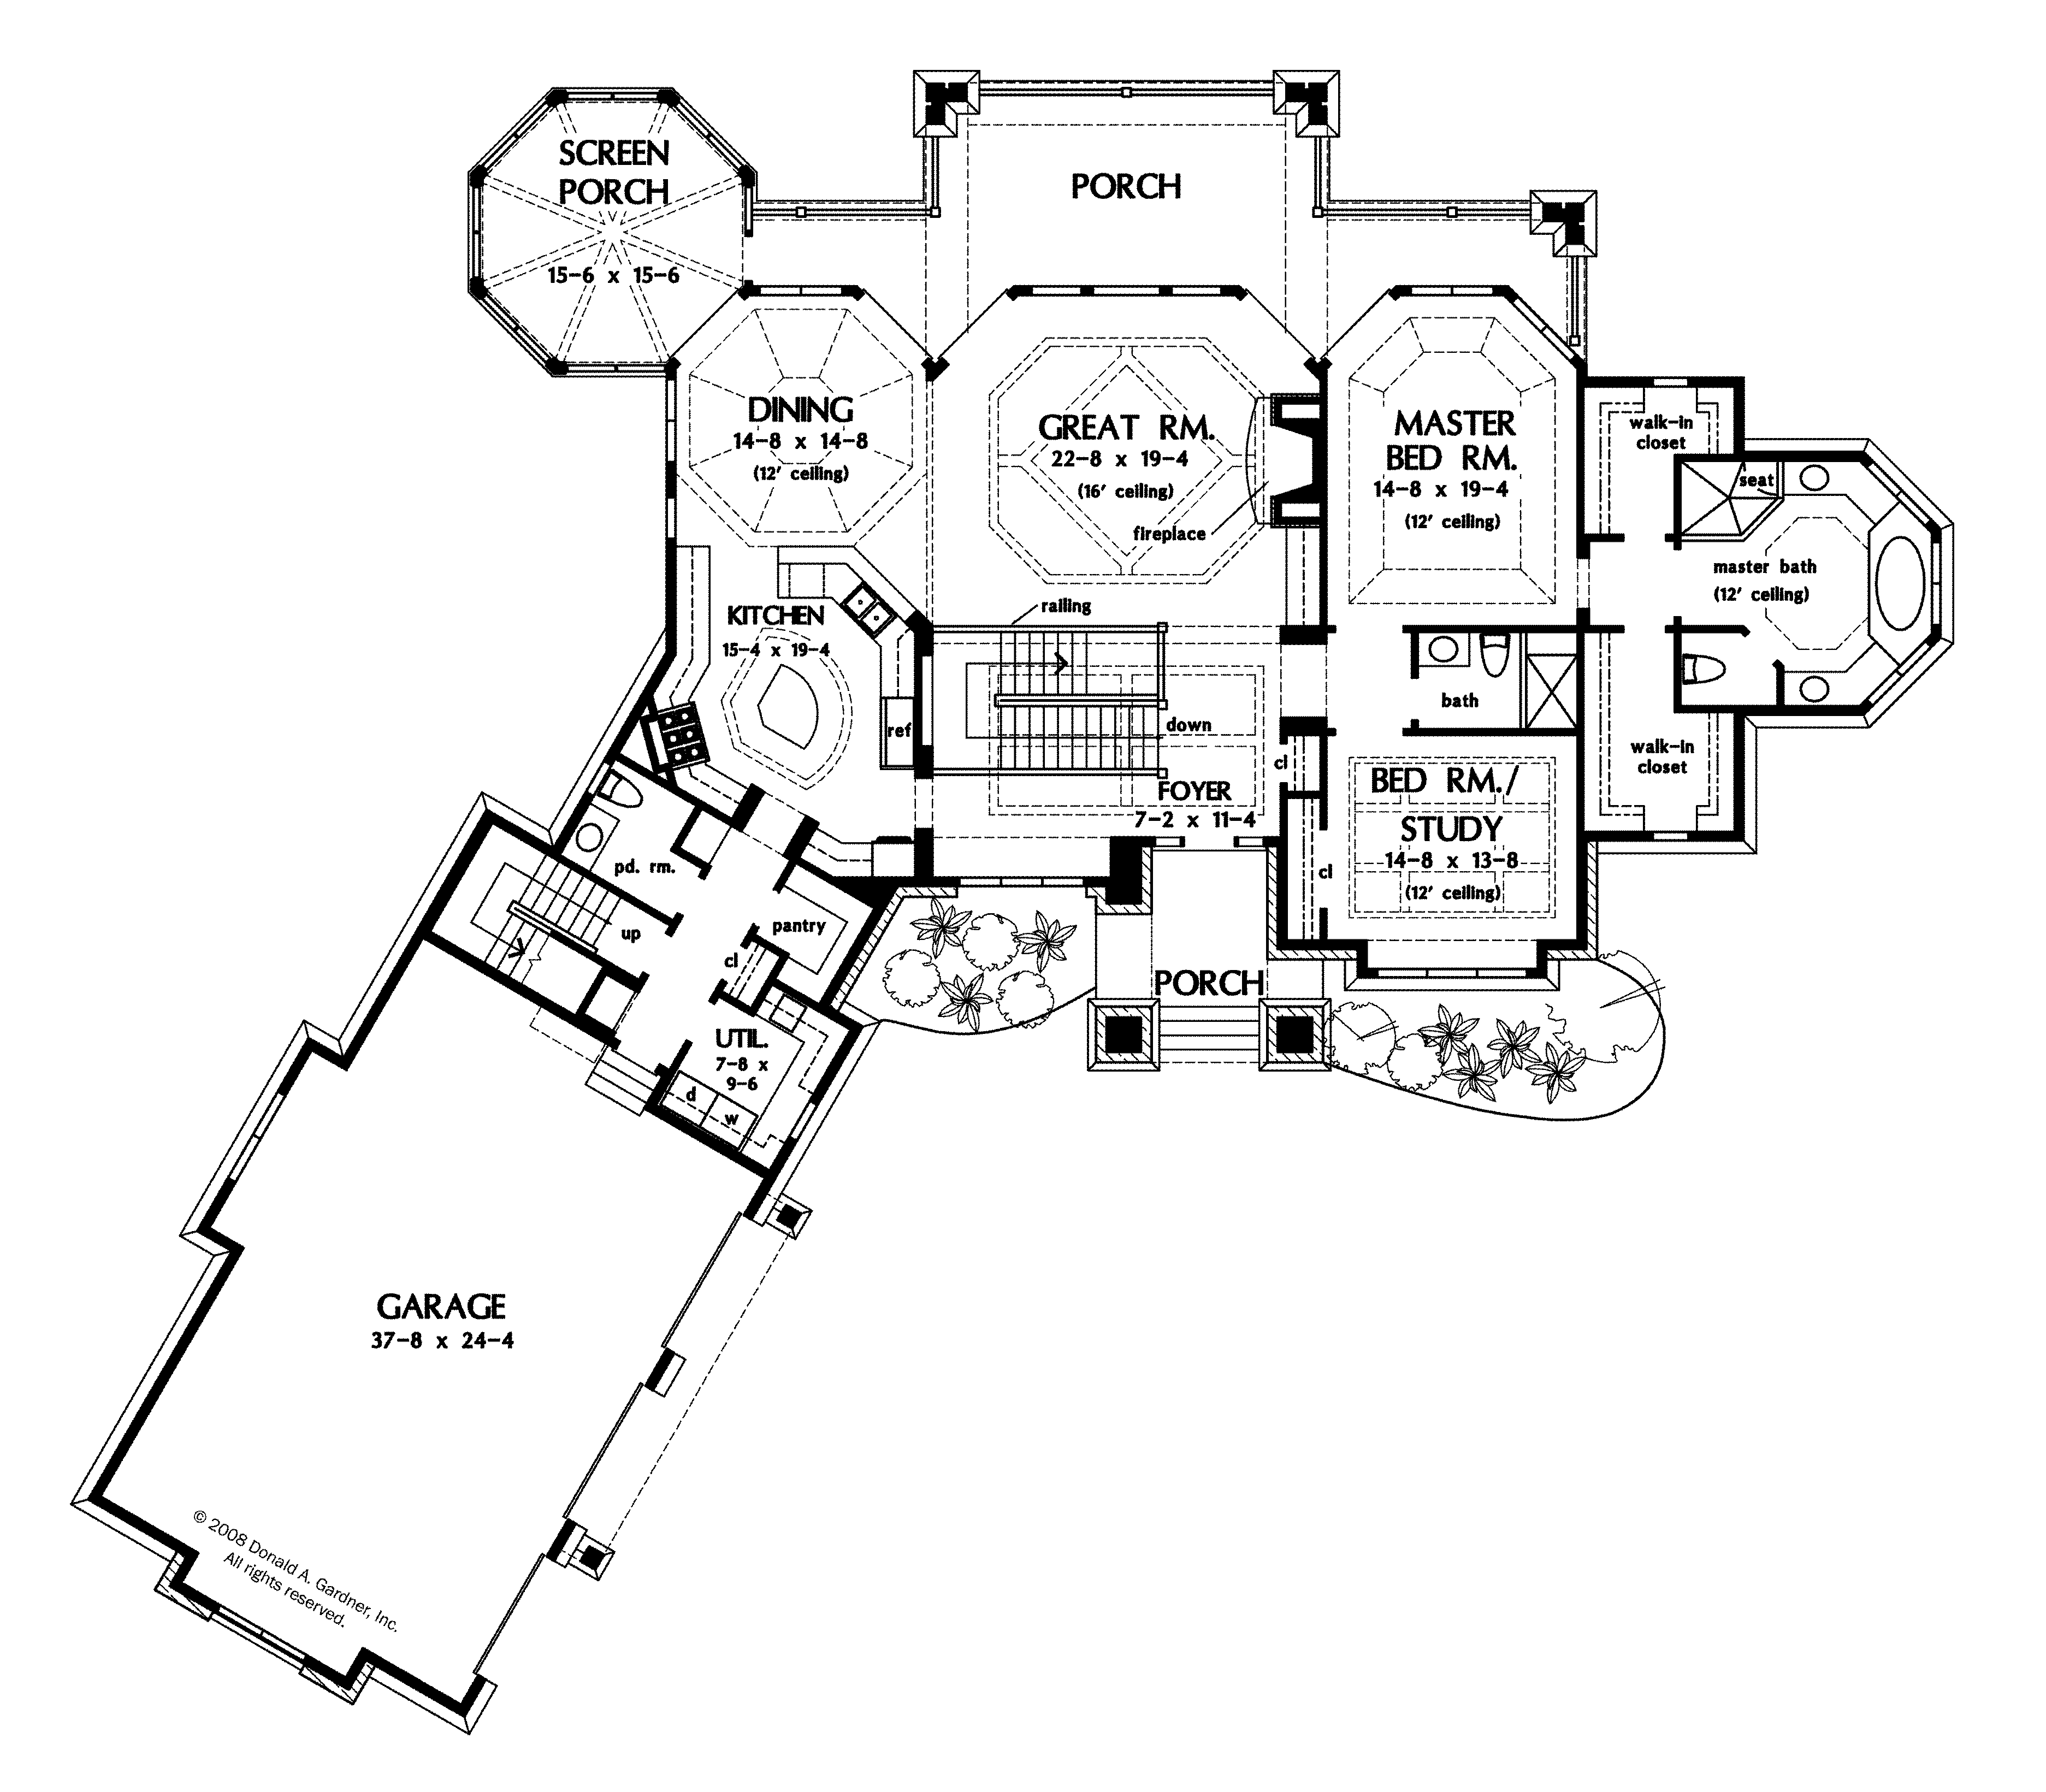 SCREEN
PORCH
15-6 x 15-6
PORCH
DINING
14-8 x 14-8
(12' ceiling)
GREAT RM.
22-8 x 19-4
(16' ceiling)
fireplace
MASTER
BED RM.
14-8 x 19-4
(12' ceiling)
walk-in
closet
seat
master bath
(12' ceiling)
KITCHEN
15-4 x 19-4
railing
ref
down
bath
walk-in
closet
FOYER
7-2 x 11-4
cl
BED RM./
STUDY
14-8 x 13-8
(12' ceiling)
cl
pd. rm.
up
pantry
cl
PORCH
UTIL.
7-8 x
9-6
d
w
GARAGE
37-8 x 24-4
© 2008 Donald A. Gardner, Inc.
All rights reserved.